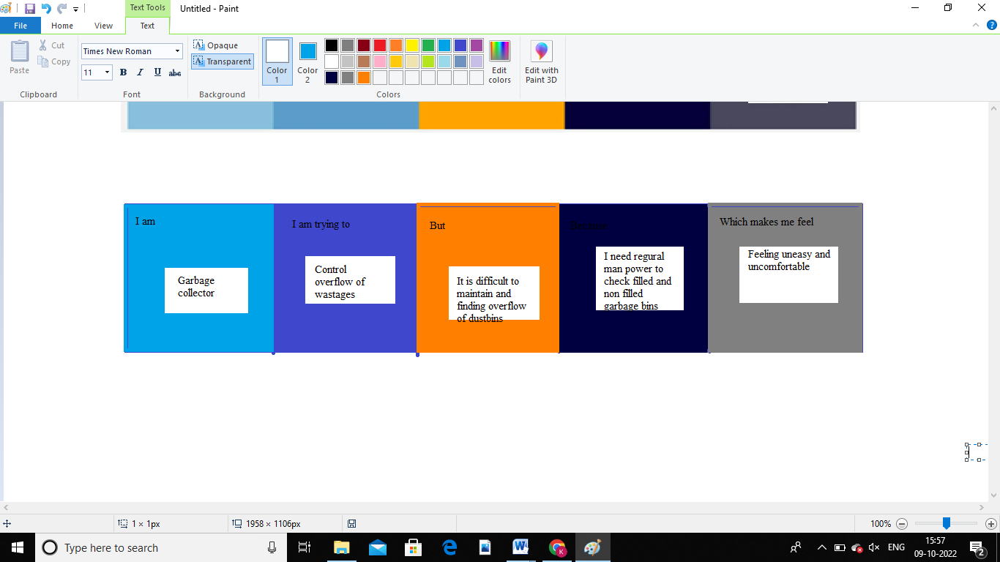 Text Tools
Untitled - Paint
File
Home
View
Text
Paste
Cut
Copy
Clipboard
Times New Roman
11
B I U abc
Font
Opaque
Transparent
Background
Color 1
Color 2
Edit colors
Colors
Edit with Paint 3D
I am
Garbage
collector
I am trying to
Control
overflow of
wastages
But
It is difficult to
maintain and
finding overflow
of dustbins
Because
I need regural
man power to
check filled and
non filled
garbage bins
Which makes me feel
Feeling uneasy and
uncomfortable
1 × 1px
1958 × 1106px
100%
Type here to search
ENG
15:57
09-10-2022
2